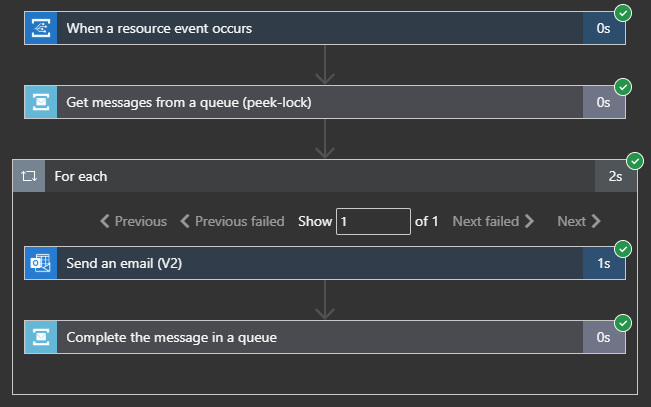 When a resource event occurs 0s
Get messages from a queue (peek-lock) 0s
For each 2s
Previous Previous failed Show 1 of 1 Next failed Next
Send an email (V2) 1s
Complete the message in a queue 0s